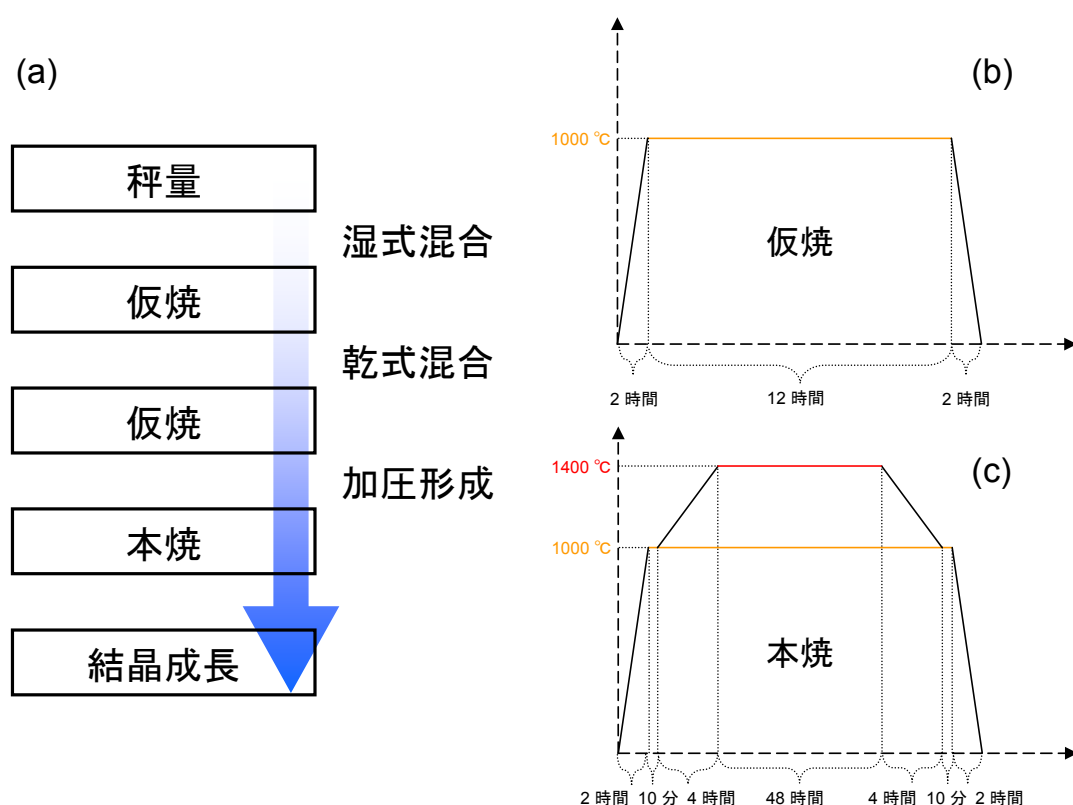 (a)
秤量
湿式混合
仮焼
乾式混合
仮焼
加圧形成
本焼
結晶成長
(b)
1000 ℃
仮焼
2 時間
12 時間
2 時間
(c)
1400 ℃
1000 ℃
本焼
2 時間 10 分 4 時間 48 時間 4 時間 10 分 2 時間